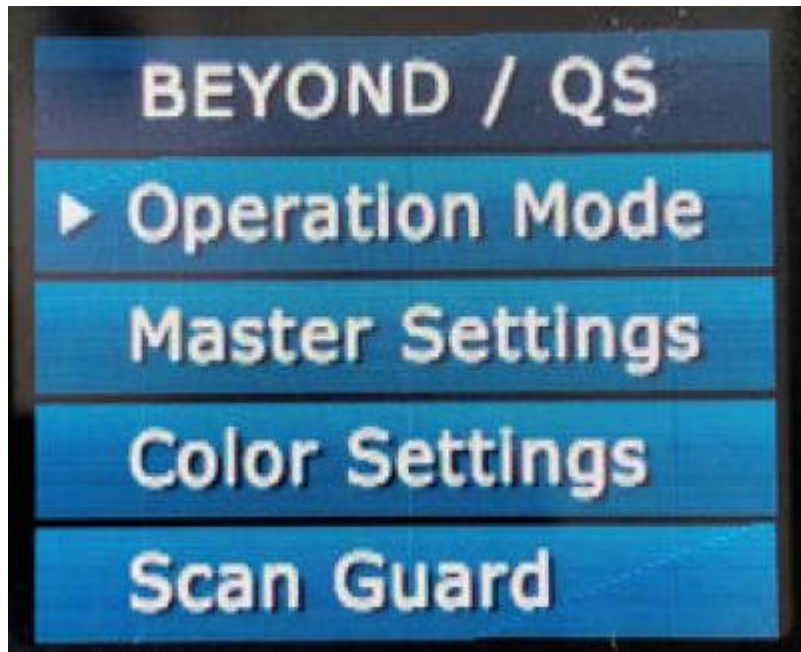 BEYOND / QS
Operation Mode
Master Settings
Color Settings
Scan Guard